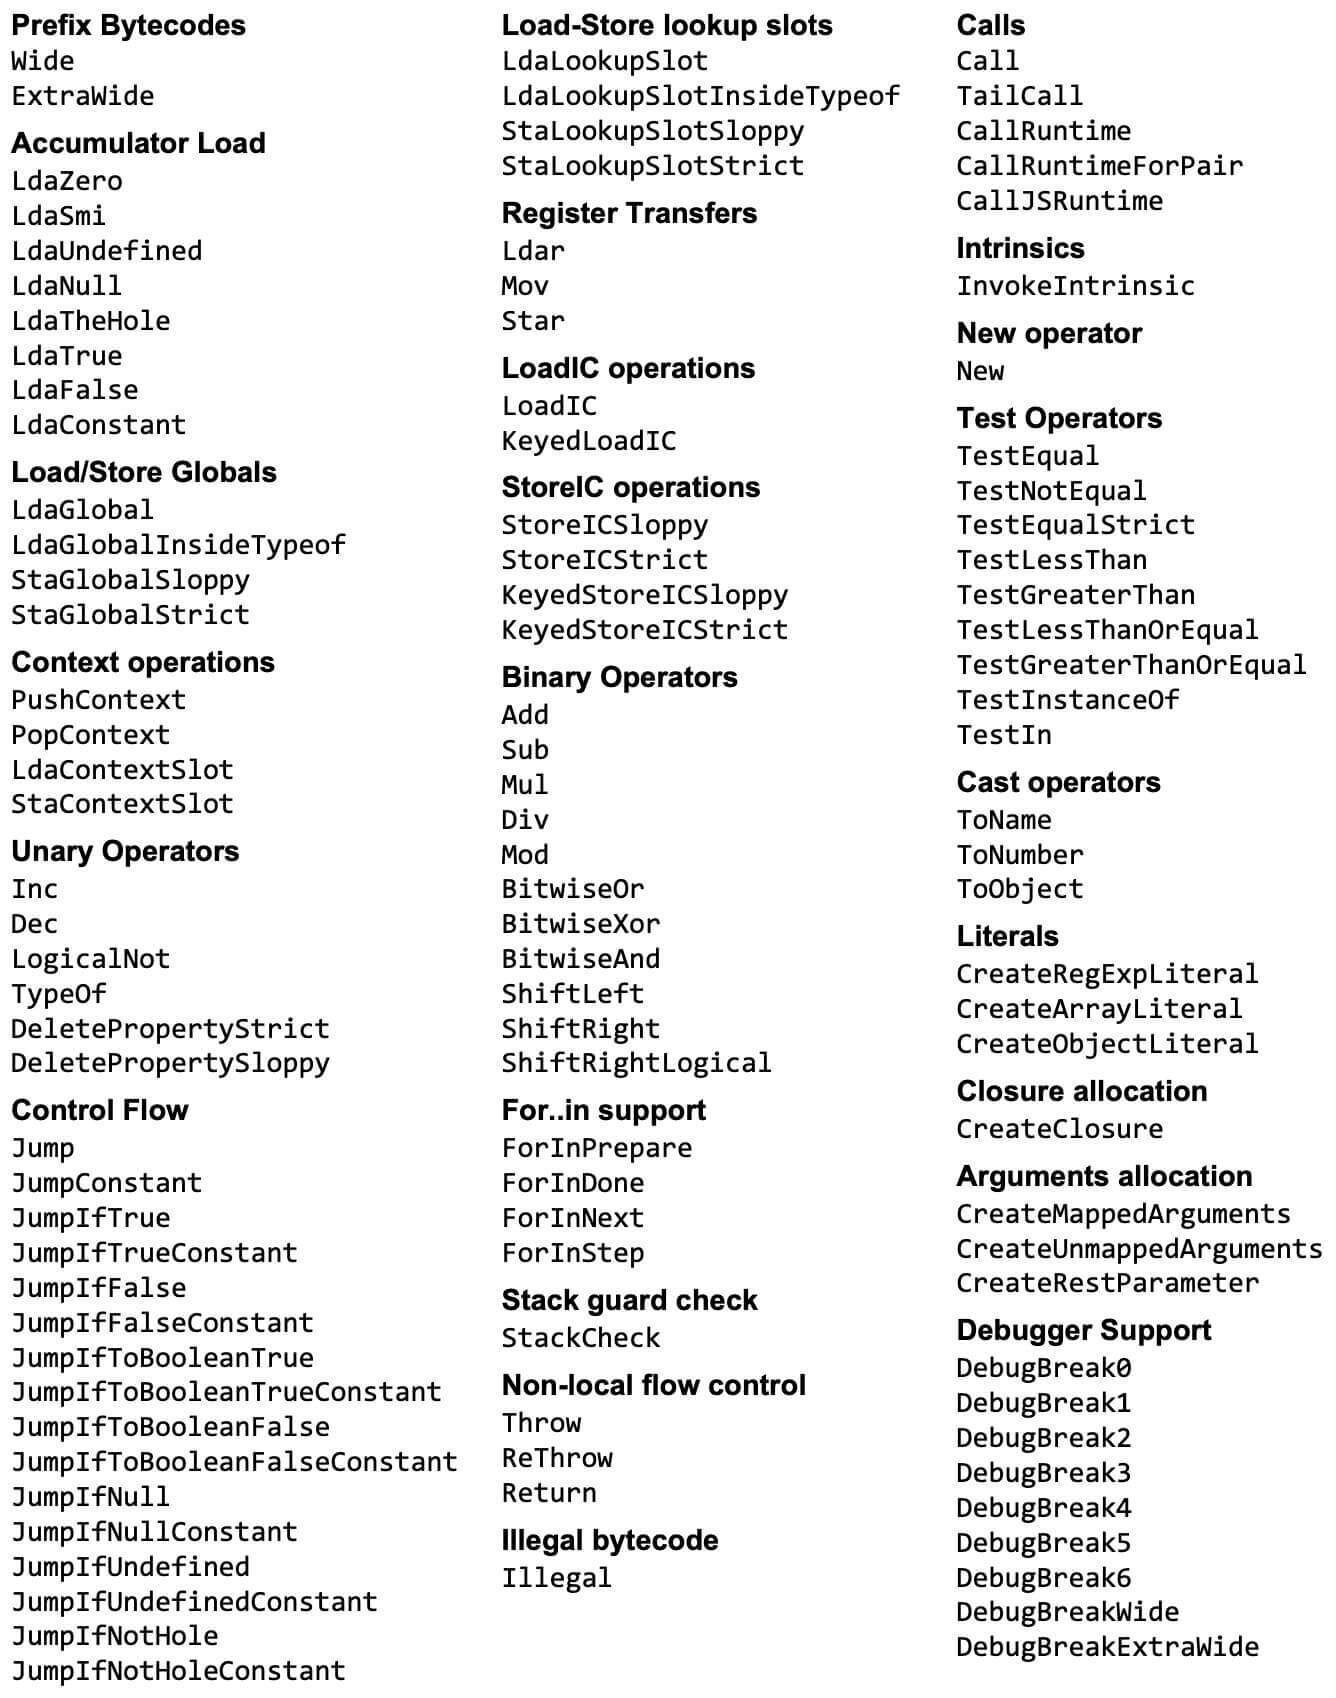 Prefix Bytecodes
Wide
ExtraWide
Accumulator Load
LdaZero
LdaSmi
LdaUndefined
LdaNull
LdaTheHole
LdaTrue
LdaFalse
LdaConstant
Load/Store Globals
LdaGlobal
LdaGlobalInsideTypeof
StaGlobalSloppy
StaGlobalStrict
Context operations
PushContext
PopContext
LdaContextSlot
StaContextSlot
Unary Operators
Inc
Dec
LogicalNot
TypeOf
DeletePropertyStrict
DeletePropertySloppy
Control Flow
Jump
JumpConstant
JumpIfTrue
JumpIfTrueConstant
JumpIfFalse
JumpIfFalseConstant
JumpIfToBooleanTrue
JumpIfToBooleanTrueConstant
JumpIfToBooleanFalse
JumpIfToBooleanFalseConstant
JumpIfNull
JumpIfNullConstant
JumpIfUndefined
JumpIfUndefinedConstant
JumpIfNotHole
JumpIfNotHoleConstant
Load-Store lookup slots
LdaLookupSlot
LdaLookupSlotInsideTypeof
StaLookupSlotSloppy
StaLookupSlotStrict
Register Transfers
Ldar
Mov
Star
LoadIC operations
LoadIC
KeyedLoadIC
StoreIC operations
StoreICSloppy
StoreICStrict
KeyedStoreICSloppy
KeyedStoreICStrict
Binary Operators
Add
Sub
Mul
Div
Mod
BitwiseOr
BitwiseXor
BitwiseAnd
ShiftLeft
ShiftRight
ShiftRightLogical
For..in support
ForInPrepare
ForInDone
ForInNext
ForInStep
Stack guard check
StackCheck
Non-local flow control
Throw
ReThrow
Return
Illegal bytecode
Illegal
Calls
Call
TailCall
CallRuntime
CallRuntimeForPair
CallJSRuntime
Intrinsics
InvokeIntrinsic
New operator
New
Test Operators
TestEqual
TestNotEqual
TestEqualStrict
TestLessThan
TestGreaterThan
TestLessThanOrEqual
TestGreaterThanOrEqual
TestInstanceOf
TestIn
Cast operators
ToName
ToNumber
ToObject
Literals
CreateRegExpLiteral
CreateArrayLiteral
CreateObjectLiteral
Closure allocation
CreateClosure
Arguments allocation
CreateMappedArguments
CreateUnmappedArguments
CreateRestParameter
Debugger Support
DebugBreak0
DebugBreak1
DebugBreak2
DebugBreak3
DebugBreak4
DebugBreak5
DebugBreak6
DebugBreakWide
DebugBreakExtraWide